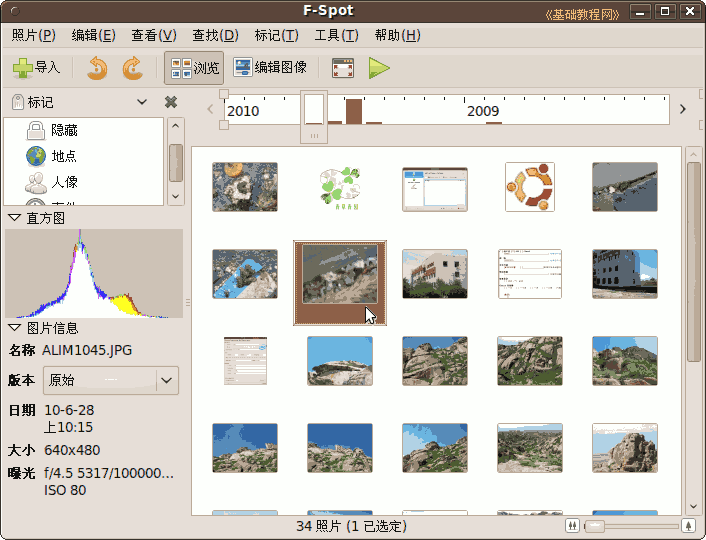 F-Spot
《基础教程网》
照片(P) 编辑(E) 查看(V) 查找(D) 标记(T) 工具(T) 帮助(H)
导入 浏览 编辑图像
标记
2010 2009
隐藏
地点
人像
直方图
图片信息
名称 ALIM1045.JPG
版本 原始
日期 10-6-28
上10:15
大小 640x480
曝光 f/4.5 5317/100000...
ISO 80
34 照片 (1 已选定)